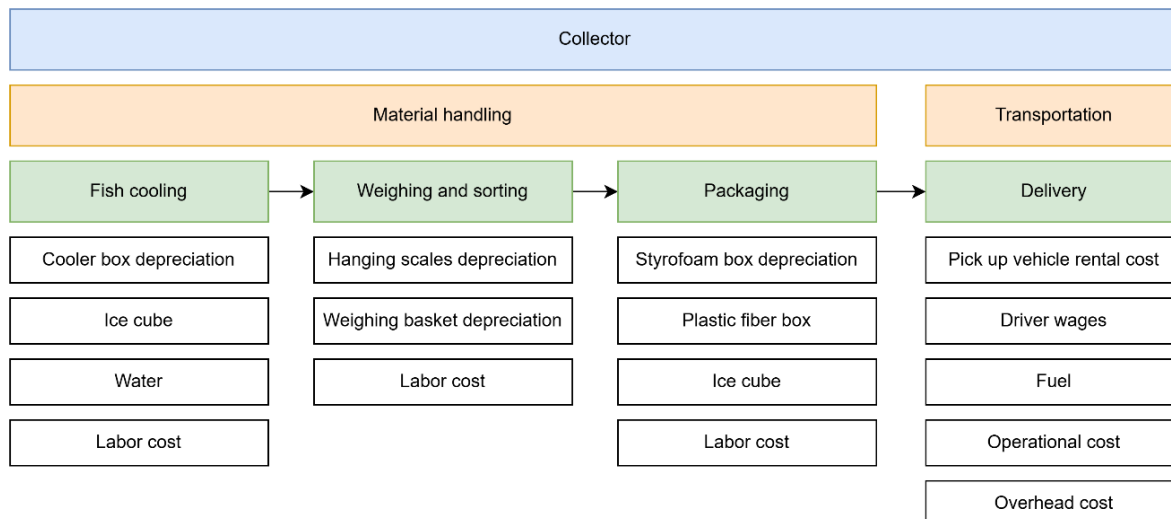 Collector
Material handling
Transportation
Fish cooling
Weighing and sorting
Packaging
Delivery
Cooler box depreciation
Hanging scales depreciation
Styrofoam box depreciation
Pick up vehicle rental cost
Ice cube
Weighing basket depreciation
Plastic fiber box
Driver wages
Water
Labor cost
Ice cube
Fuel
Labor cost
Labor cost
Operational cost
Overhead cost